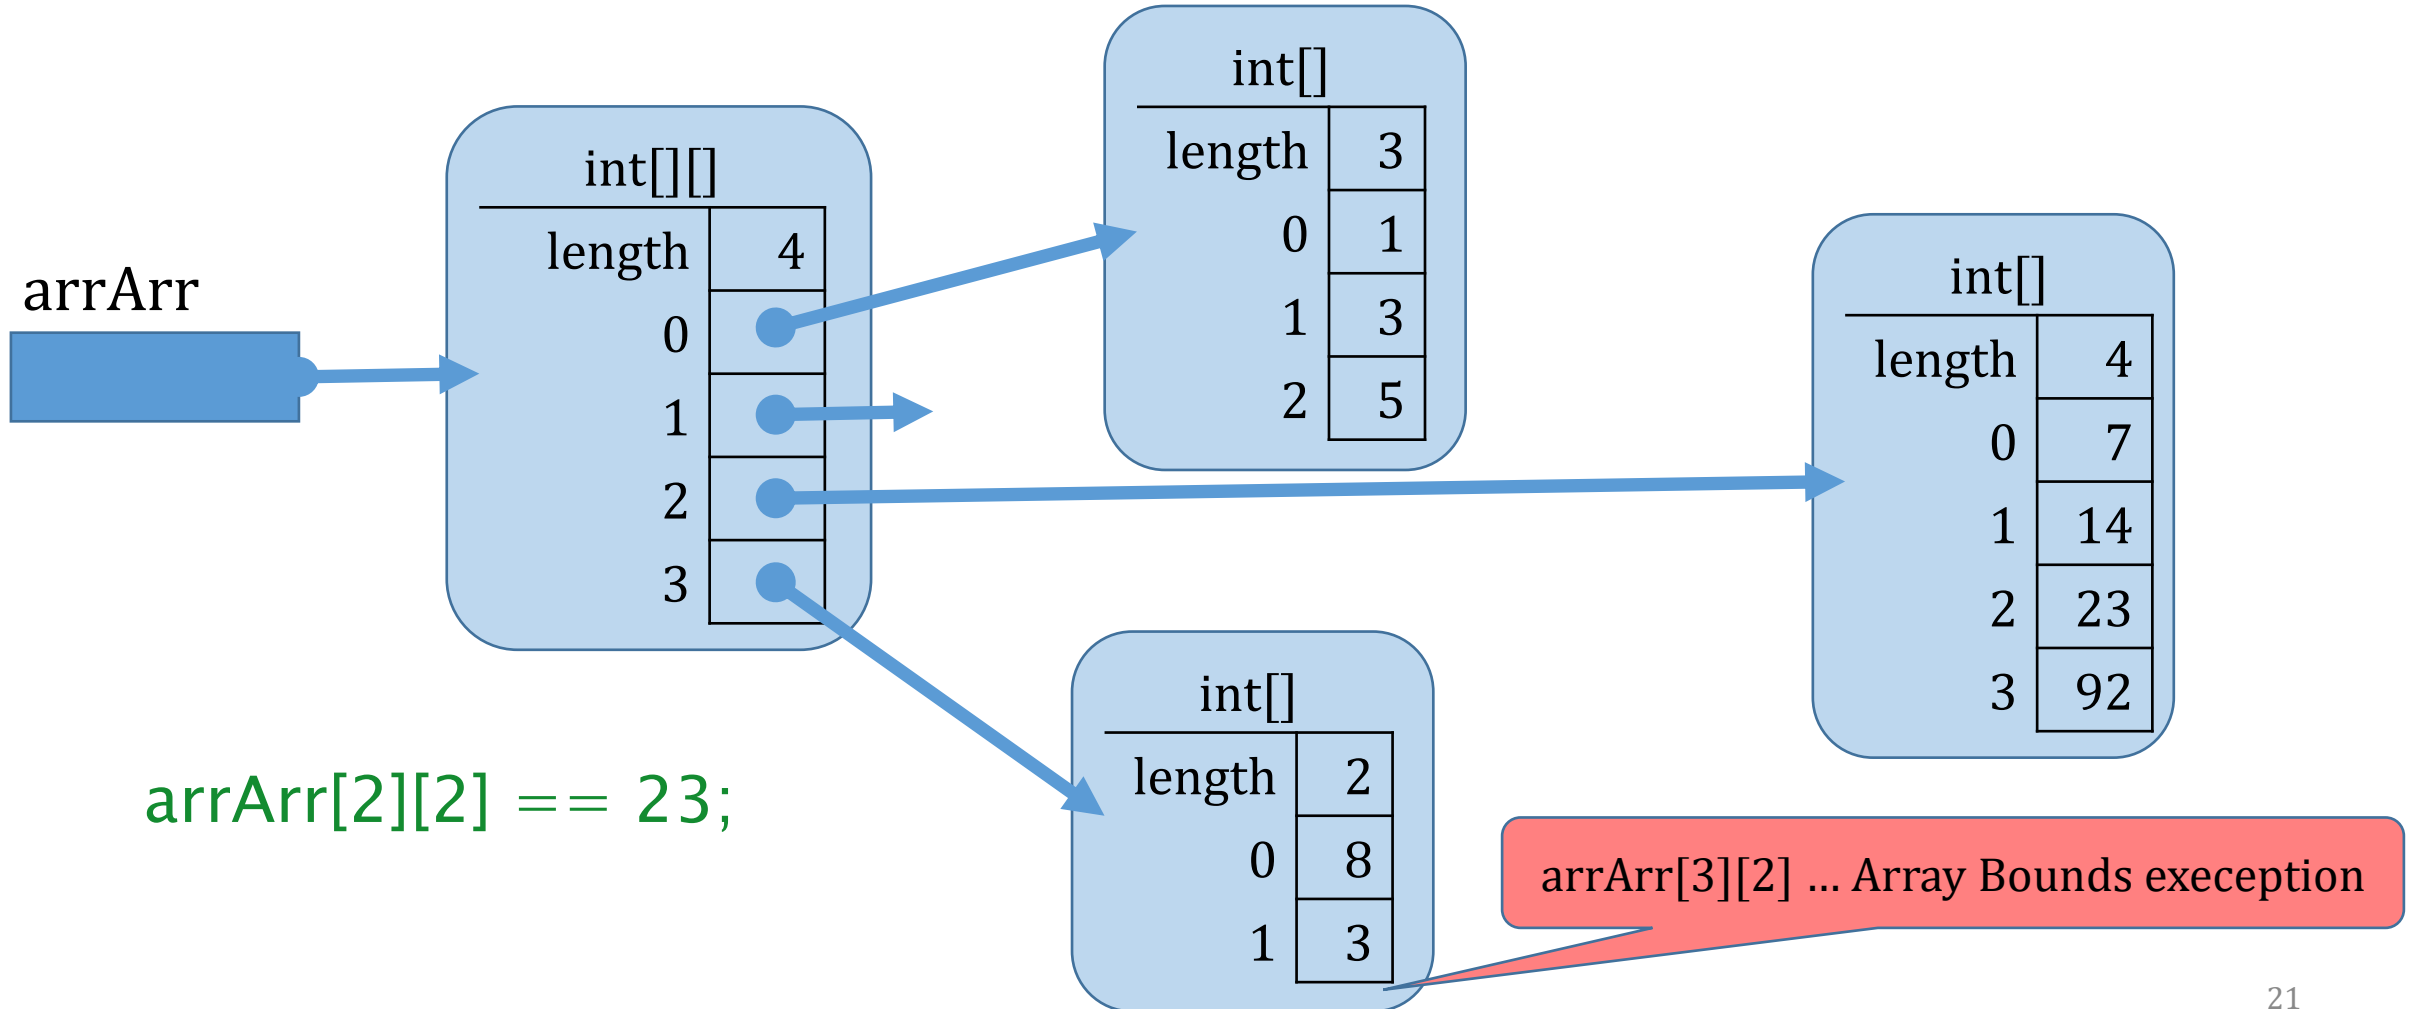 arrArr
int[][]
length 4
0
1
2
3
int[]
length 3
0 1
1 3
2 5
int[]
length 4
0 7
1 14
2 23
3 92
int[]
length 2
0 8
1 3
arrArr[2][2] == 23;
arrArr[3][2] ... Array Bounds exeception
21